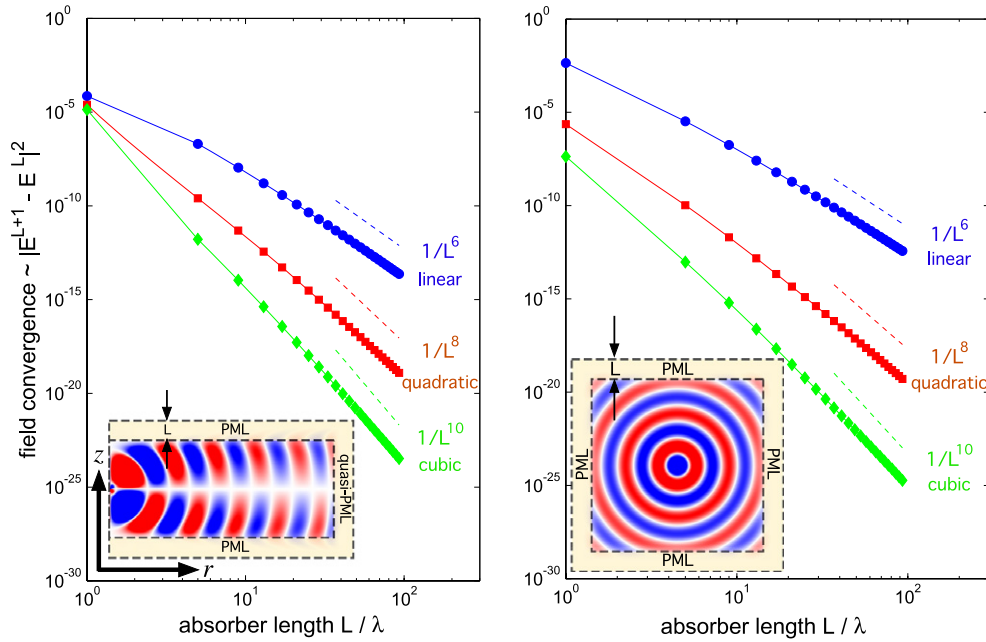 field convergence ~ |E^{L+1} - E^{L}|^2
10^0
10^{-5}
10^{-10}
10^{-15}
10^{-20}
10^{-25}
10^{-30}
1/L^6
linear
1/L^8
quadratic
1/L^{10}
cubic
L
PML
quasi-PML
PML
z
r
10^0
10^1
10^2
absorber length L / λ
10^0
10^{-5}
10^{-10}
10^{-15}
10^{-20}
10^{-25}
10^{-30}
1/L^6
linear
1/L^8
quadratic
1/L^{10}
cubic
L
PML
PML
PML
PML
10^0
10^1
10^2
absorber length L / λ